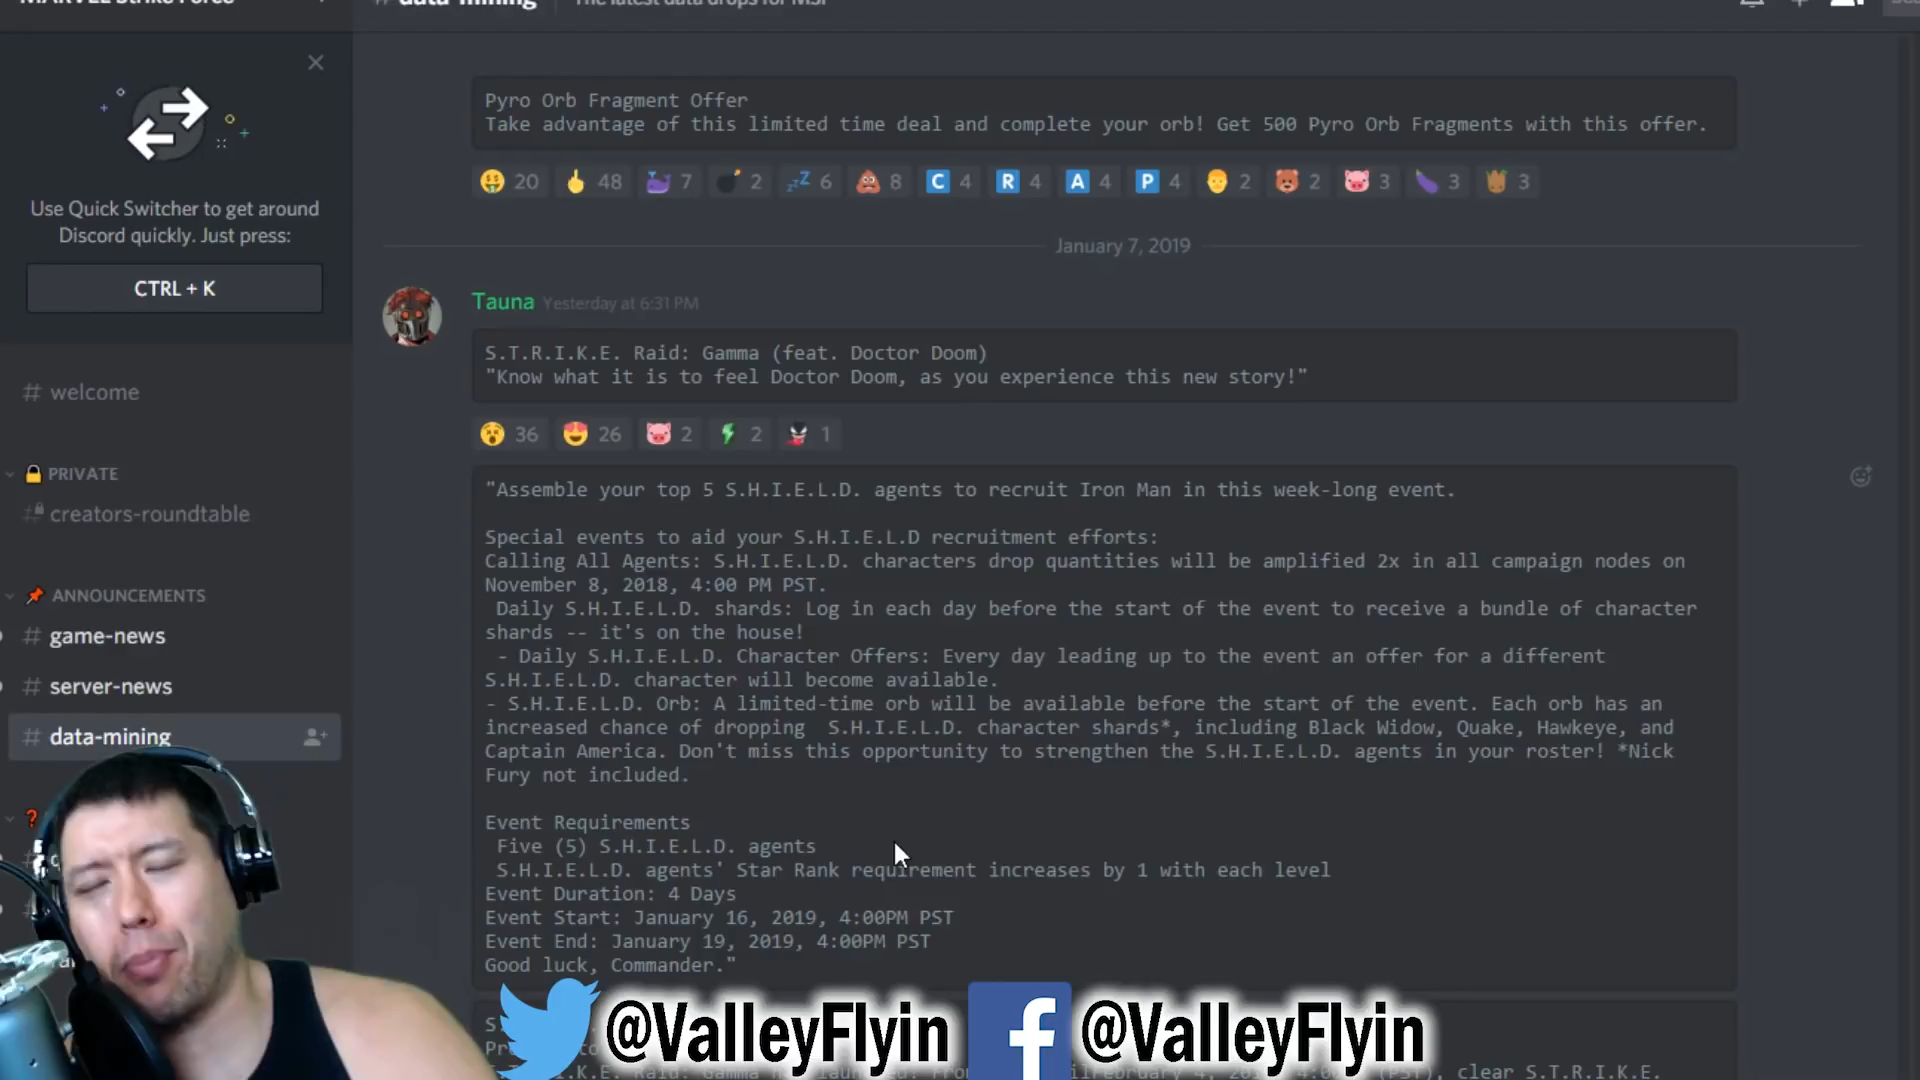 data-mining
The latest data drops for MSF
Use Quick Switcher to get around
Discord quickly. Just press:
CTRL + K
# welcome
PRIVATE
creators-roundtable
ANNOUNCEMENTS
# game-news
# server-news
# data-mining
Pyro Orb Fragment Offer
Take advantage of this limited time deal and complete your orb! Get 500 Pyro Orb Fragments with this offer.
20 48 7 2 6 8 C 4 R 4 A 4 P 4 2 2 3 3 3
January 7, 2019
Tauna Yesterday at 6:31 PM
S.T.R.I.K.E. Raid: Gamma (feat. Doctor Doom)
"Know what it is to feel Doctor Doom, as you experience this new story!"
36 26 2 2 1
"Assemble your top 5 S.H.I.E.L.D. agents to recruit Iron Man in this week-long event.
Special events to aid your S.H.I.E.L.D recruitment efforts:
Calling All Agents: S.H.I.E.L.D. characters drop quantities will be amplified 2x in all campaign nodes on
November 8, 2018, 4:00 PM PST.
Daily S.H.I.E.L.D. shards: Log in each day before the start of the event to receive a bundle of character
shards -- it's on the house!
- Daily S.H.I.E.L.D. Character Offers: Every day leading up to the event an offer for a different
S.H.I.E.L.D. character will become available.
- S.H.I.E.L.D. Orb: A limited-time orb will be available before the start of the event. Each orb has an
increased chance of dropping S.H.I.E.L.D. character shards*, including Black Widow, Quake, Hawkeye, and
Captain America. Don't miss this opportunity to strengthen the S.H.I.E.L.D. agents in your roster! *Nick
Fury not included.
Event Requirements
Five (5) S.H.I.E.L.D. agents
S.H.I.E.L.D. agents' Star Rank requirement increases by 1 with each level
Event Duration: 4 Days
Event Start: January 16, 2019, 4:00PM PST
Event End: January 19, 2019, 4:00PM PST
Good luck, Commander."
@ValleyFlyin f @ValleyFlyin
clear S.T.R.I.K.E.